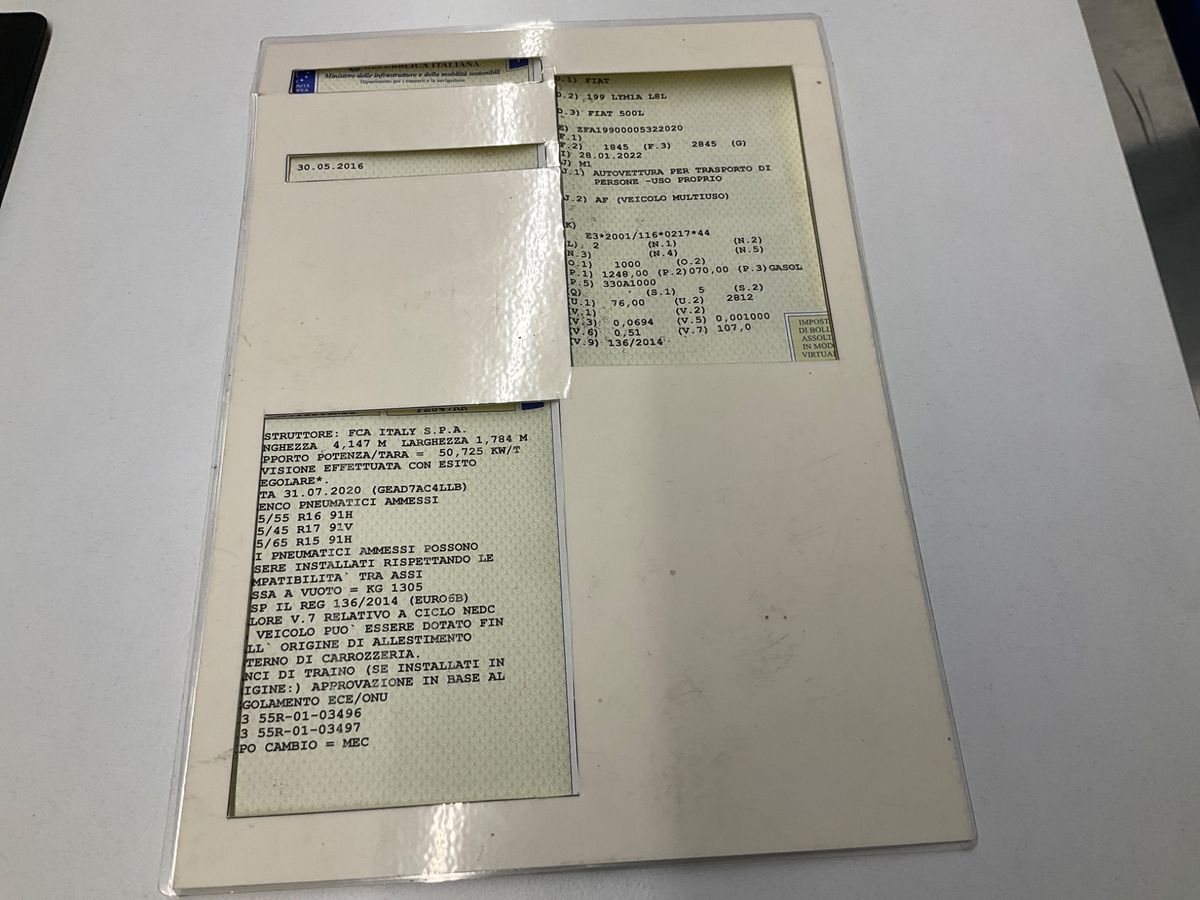 REPUBBLICA ITALIANA
Ministero delle infrastrutture e della mobilità sostenibili
Dipartimento per i trasporti e la navigazione
30.05.2016
D.1) FIAT
D.2) 199 LYM1A L8L
D.3) FIAT 500L
E) ZFA19900005322020
F.1)
F.2) 1845 (F.3) 2845 (G)
I) 28.01.2022
J) M1
J.1) AUTOVETTURA PER TRASPORTO DI
PERSONE -USO PROPRIO
J.2) AF (VEICOLO MULTIUSO)
K)
E3*2001/116*0217*44
L) 2 (N.1) (N.2)
N.3) (N.4) (N.5)
O.1) 1000 (O.2)
P.1) 1248,00 (P.2)070,00 (P.3)GASOL
P.5) 330A1000
Q) (S.1) 5 (S.2)
U.1) 76,00 (U.2) 2812
V.1) (V.2)
V.3) 0,0694 (V.5) 0,001000
V.6) 0,51 (V.7) 107,0
V.9) 136/2014
IMPOST
DI BOLL
ASSOLT
IN MOD
VIRTUA
STRUTTORE: FCA ITALY S.P.A.
NGHEZZA 4,147 M LARGHEZZA 1,784 M
PPORTO POTENZA/TARA = 50,725 KW/T
VISIONE EFFETTUATA CON ESITO
EGOLARE*.
TA 31.07.2020 (GEAD7AC4LLB)
ENCO PNEUMATICI AMMESSI
5/55 R16 91H
5/45 R17 91V
5/65 R15 91H
I PNEUMATICI AMMESSI POSSONO
SERE INSTALLATI RISPETTANDO LE
MPATIBILITA` TRA ASSI
SSA A VUOTO = KG 1305
SP IL REG 136/2014 (EURO6B)
LORE V.7 RELATIVO A CICLO NEDC
VEICOLO PUO` ESSERE DOTATO FIN
LL` ORIGINE DI ALLESTIMENTO
TERNO DI CARROZZERIA.
NCI DI TRAINO (SE INSTALLATI IN
IGINE:) APPROVAZIONE IN BASE AL
GOLAMENTO ECE/ONU
3 55R-01-03496
3 55R-01-03497
PO CAMBIO = MEC